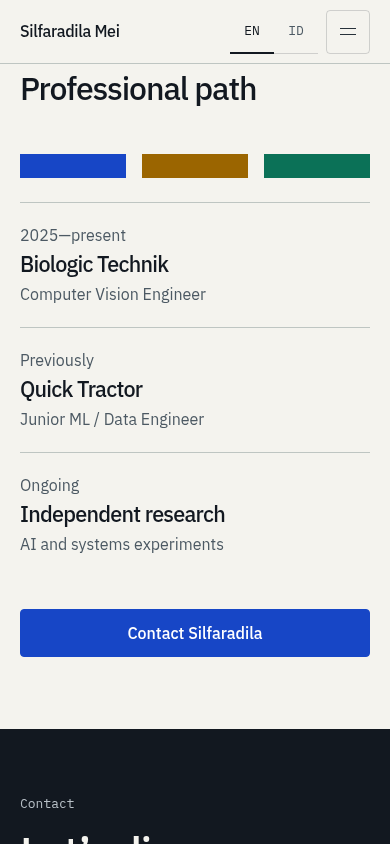 Silfaradila Mei
EN
ID
Professional path
2025—present
Biologic Technik
Computer Vision Engineer
Previously
Quick Tractor
Junior ML / Data Engineer
Ongoing
Independent research
AI and systems experiments
Contact Silfaradila
Contact